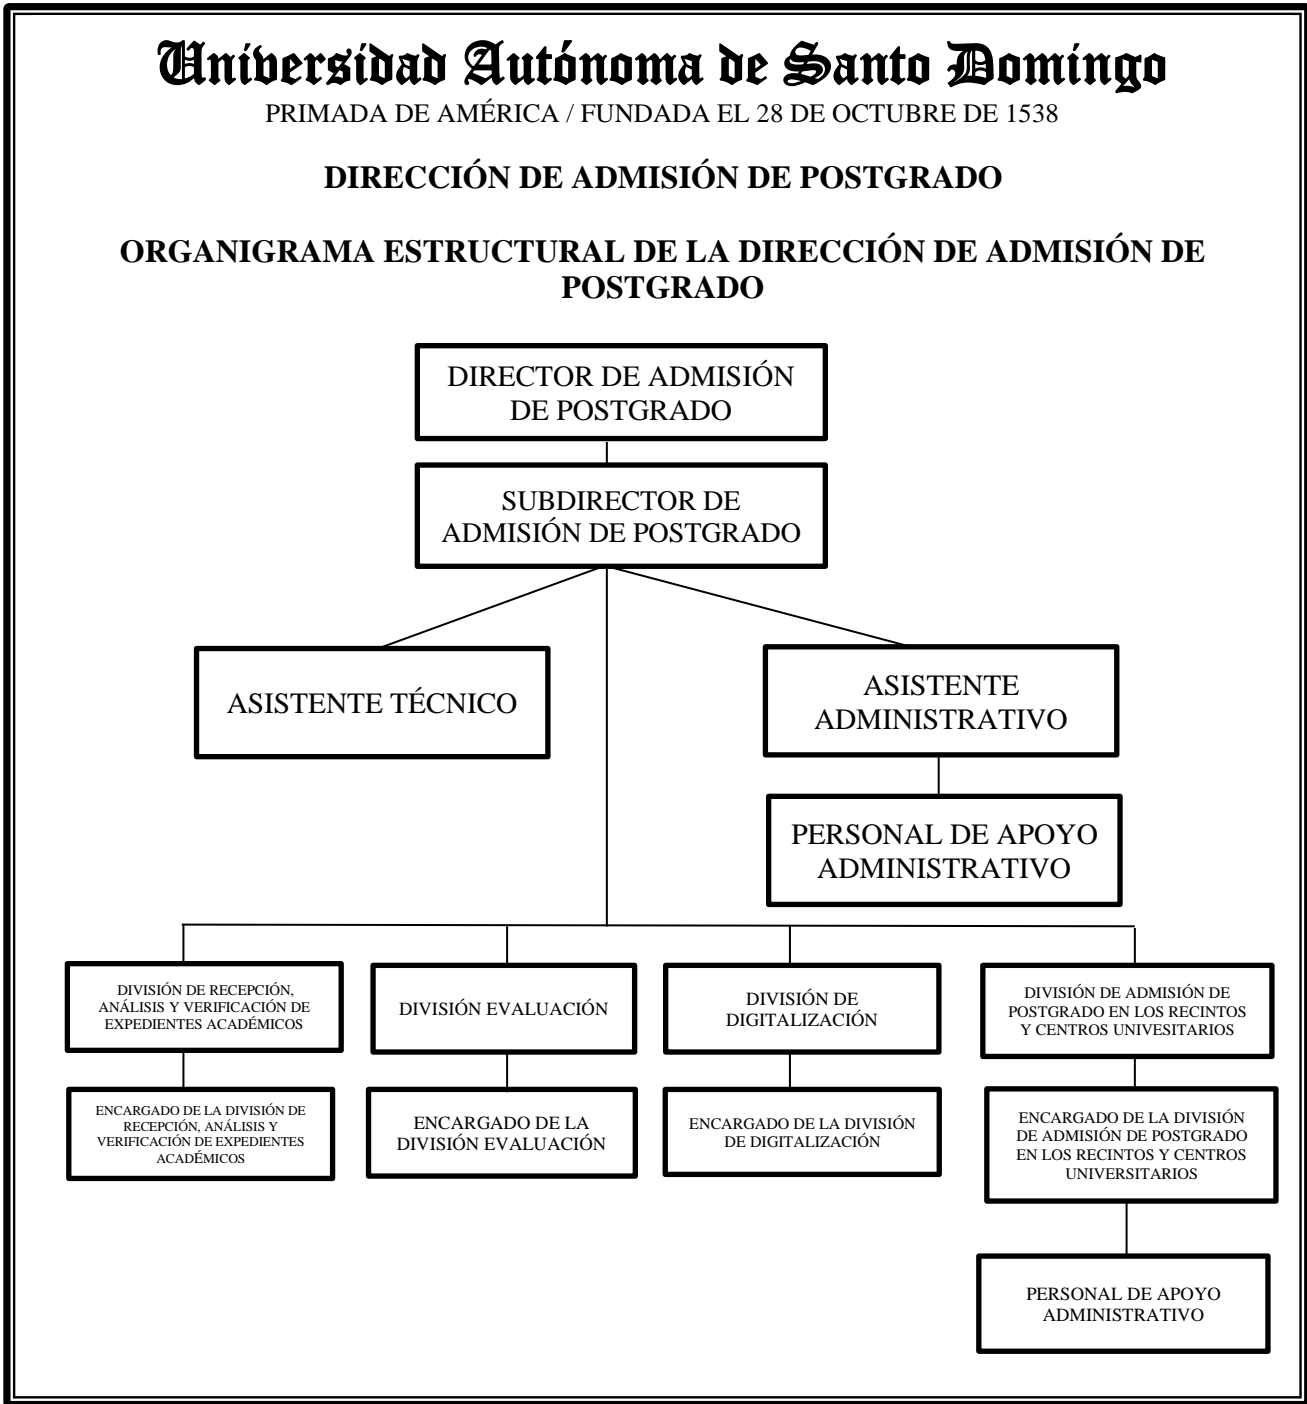 Universidad Autónoma de Santo Domingo
PRIMADA DE AMÉRICA / FUNDADA EL 28 DE OCTUBRE DE 1538
DIRECCIÓN DE ADMISIÓN DE POSTGRADO
ORGANIGRAMA ESTRUCTURAL DE LA DIRECCIÓN DE ADMISIÓN DE
POSTGRADO
DIRECTOR DE ADMISIÓN
DE POSTGRADO
SUBDIRECTOR DE
ADMISIÓN DE POSTGRADO
ASISTENTE TÉCNICO
ASISTENTE
ADMINISTRATIVO
PERSONAL DE APOYO
ADMINISTRATIVO
DIVISIÓN DE RECEPCIÓN,
ANÁLISIS Y VERIFICACIÓN DE
EXPEDIENTES ACADÉMICOS
DIVISIÓN EVALUACIÓN
DIVISIÓN DE
DIGITALIZACIÓN
DIVISIÓN DE ADMISIÓN DE
POSTGRADO EN LOS RECINTOS
Y CENTROS UNIVESITARIOS
ENCARGADO DE LA DIVISIÓN DE
RECEPCIÓN, ANÁLISIS Y
VERIFICACIÓN DE EXPEDIENTES
ACADÉMICOS
ENCARGADO DE LA
DIVISIÓN EVALUACIÓN
ENCARGADO DE LA DIVISIÓN
DE DIGITALIZACIÓN
ENCARGADO DE LA DIVISIÓN
DE ADMISIÓN DE POSTGRADO
EN LOS RECINTOS Y CENTROS
UNIVERSITARIOS
PERSONAL DE APOYO
ADMINISTRATIVO